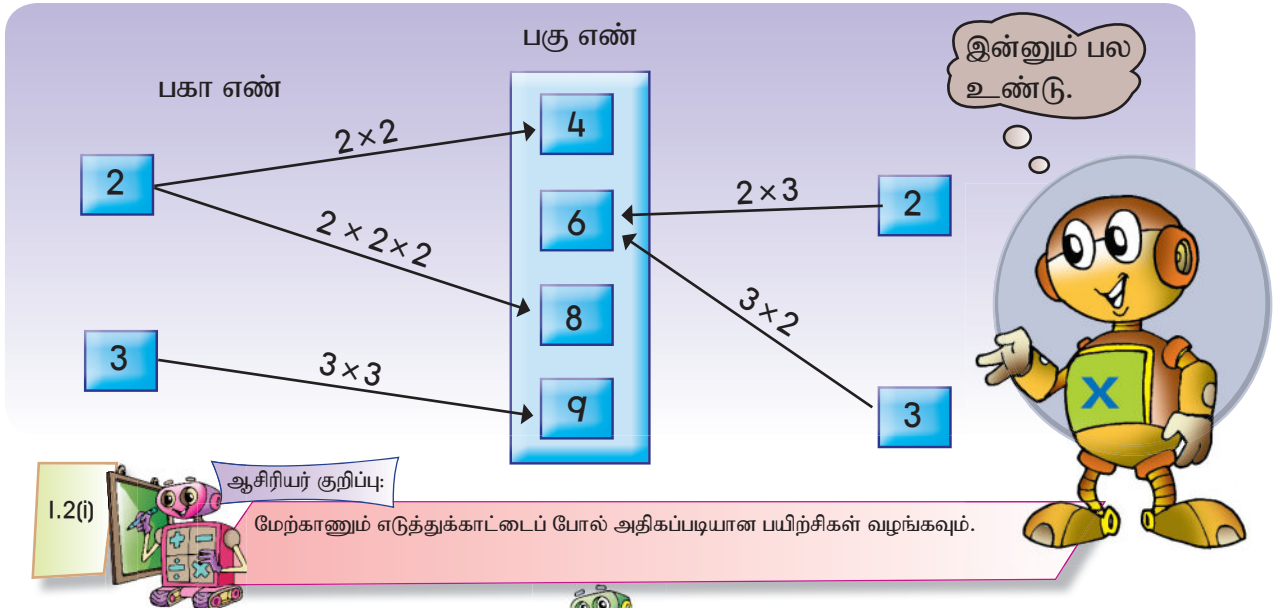 பகு எண்
பகா எண்
இன்னும் பல
உண்டு.
2 × 2
4
2
2 × 2 × 2
6
2 × 3
2
8
3 × 2
3
3 × 3
9
3
X
1.2(i)
ஆசிரியர் குறிப்பு:
மேற்காணும் எடுத்துக்காட்டைப் போல் அதிகப்படியான பயிற்சிகள் வழங்கவும்.
+ −
÷ ×